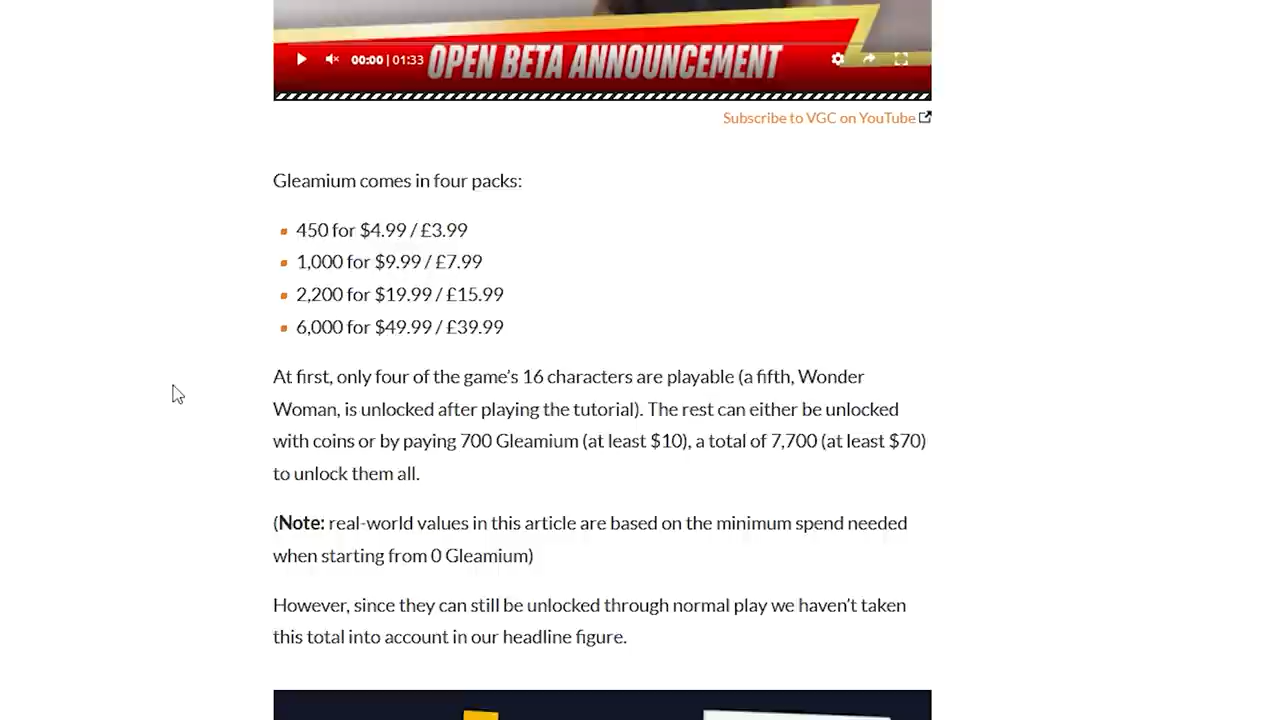 00:00 | 01:33
OPEN BETA ANNOUNCEMENT
Subscribe to VGC on YouTube
Gleamium comes in four packs:
450 for $4.99 / £3.99
1,000 for $9.99 / £7.99
2,200 for $19.99 / £15.99
6,000 for $49.99 / £39.99
At first, only four of the game’s 16 characters are playable (a fifth, Wonder
Woman, is unlocked after playing the tutorial). The rest can either be unlocked
with coins or by paying 700 Gleamium (at least $10), a total of 7,700 (at least $70)
to unlock them all.
(Note: real-world values in this article are based on the minimum spend needed
when starting from 0 Gleamium)
However, since they can still be unlocked through normal play we haven’t taken
this total into account in our headline figure.